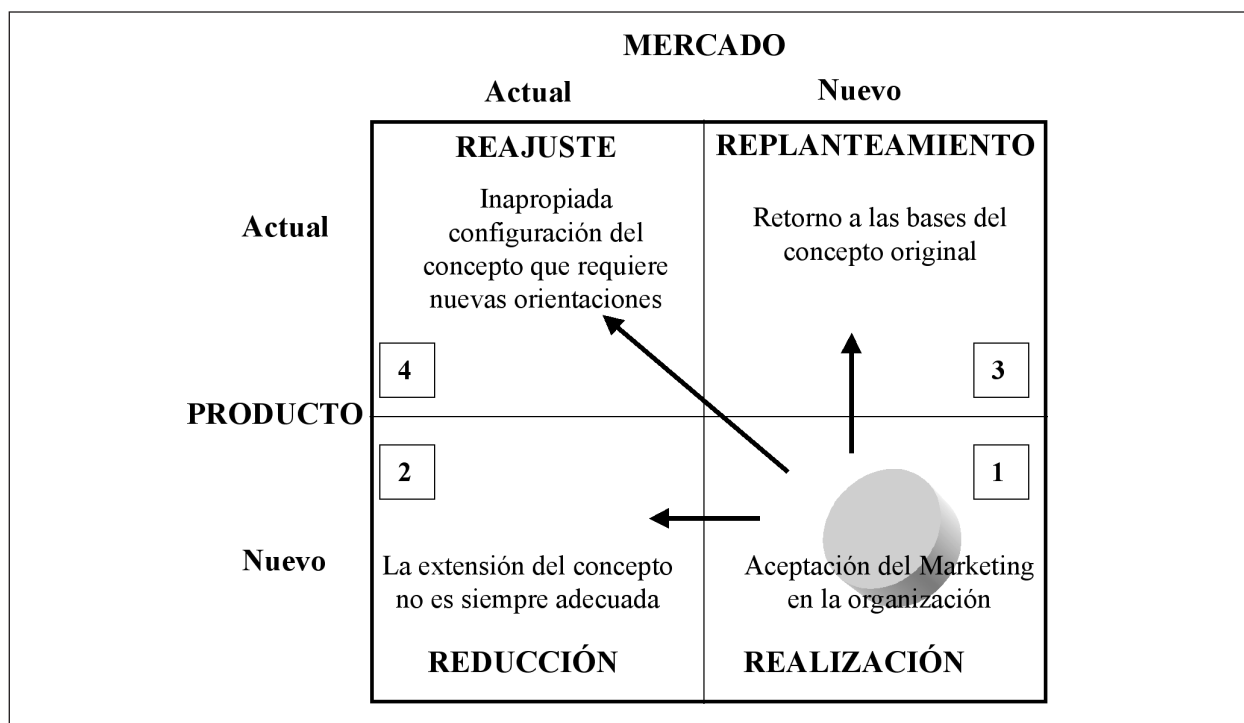 MERCADO
Actual
Nuevo
REAJUSTE
REPLANTEAMIENTO
Actual
Inapropiada
configuración del
concepto que requiere
nuevas orientaciones
Retorno a las bases del
concepto original
4
3
PRODUCTO
2
1
Nuevo
La extensión del concepto
no es siempre adecuada
Aceptación del Marketing
en la organización
REDUCCIÓN
REALIZACIÓN